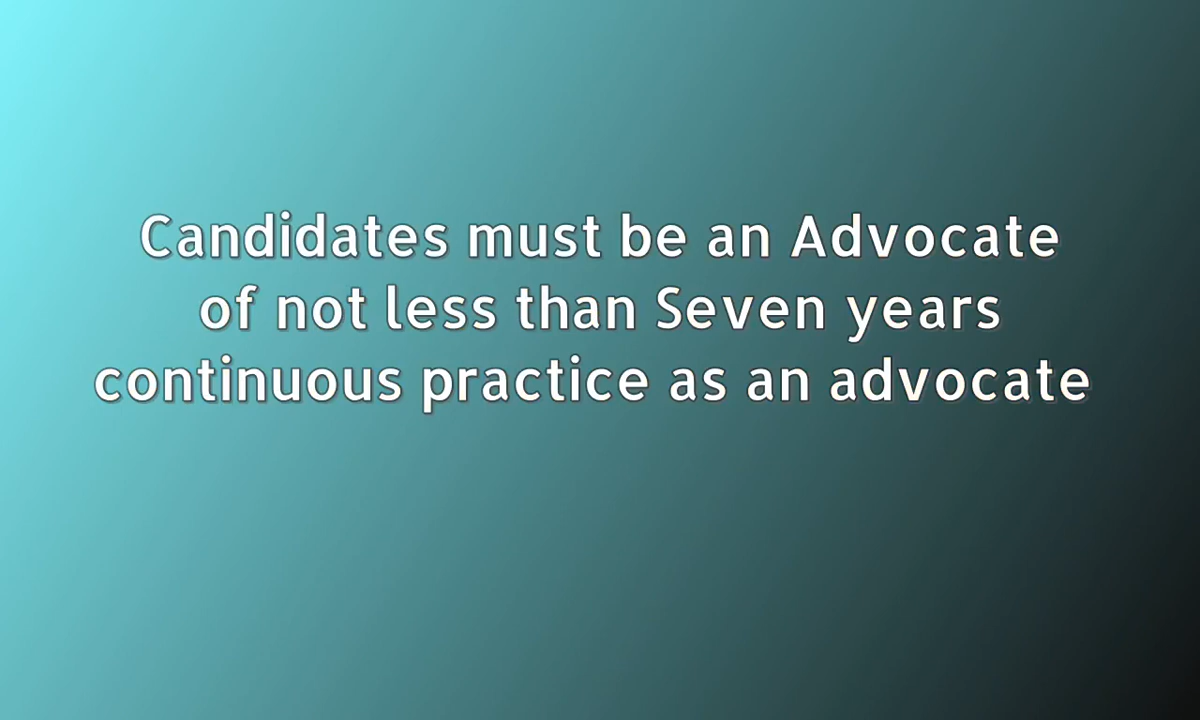 Candidates must be an Advocate
of not less than Seven years
continuous practice as an advocate